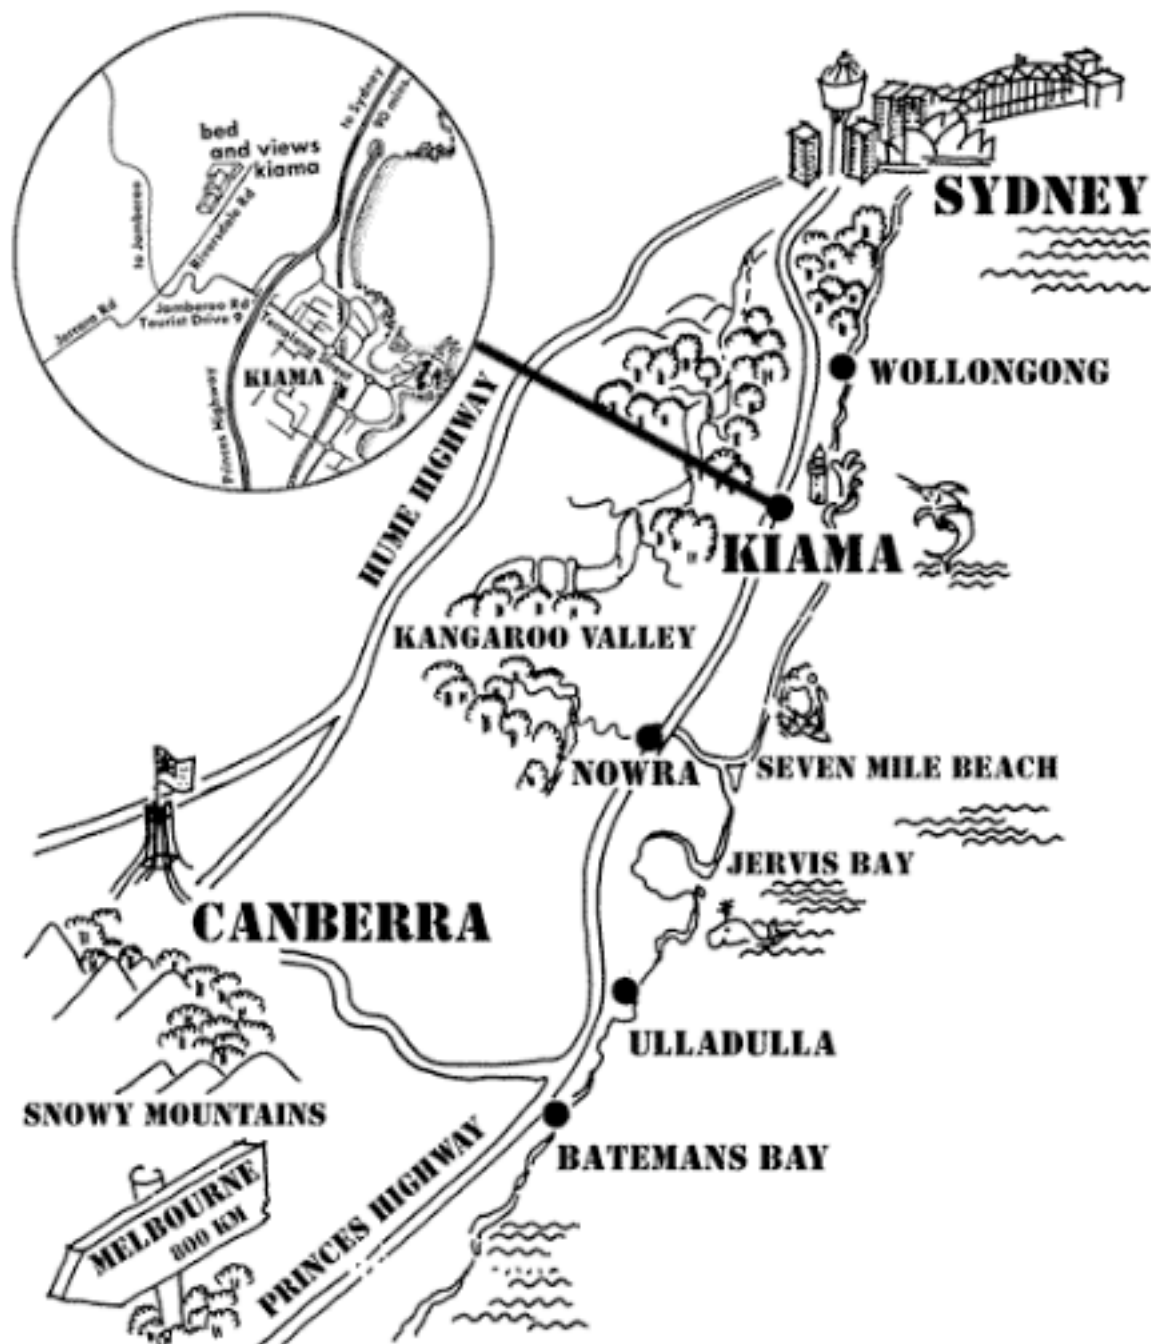 to Sydney
90 mins
bed
and views
kiama
to Jamberoo
Riversdale Rd
Jerrara Rd
Jamberoo Rd
Tourist Drive 9
Terralong
KIAMA
Princes Highway
SYDNEY
WOLLONGONG
HUME HIGHWAY
KIAMA
KANGAROO VALLEY
NOWRA
SEVEN MILE BEACH
JERVIS BAY
CANBERRA
ULLADULLA
SNOWY MOUNTAINS
BATEMANS BAY
PRINCES HIGHWAY
MELBOURNE
800 KM